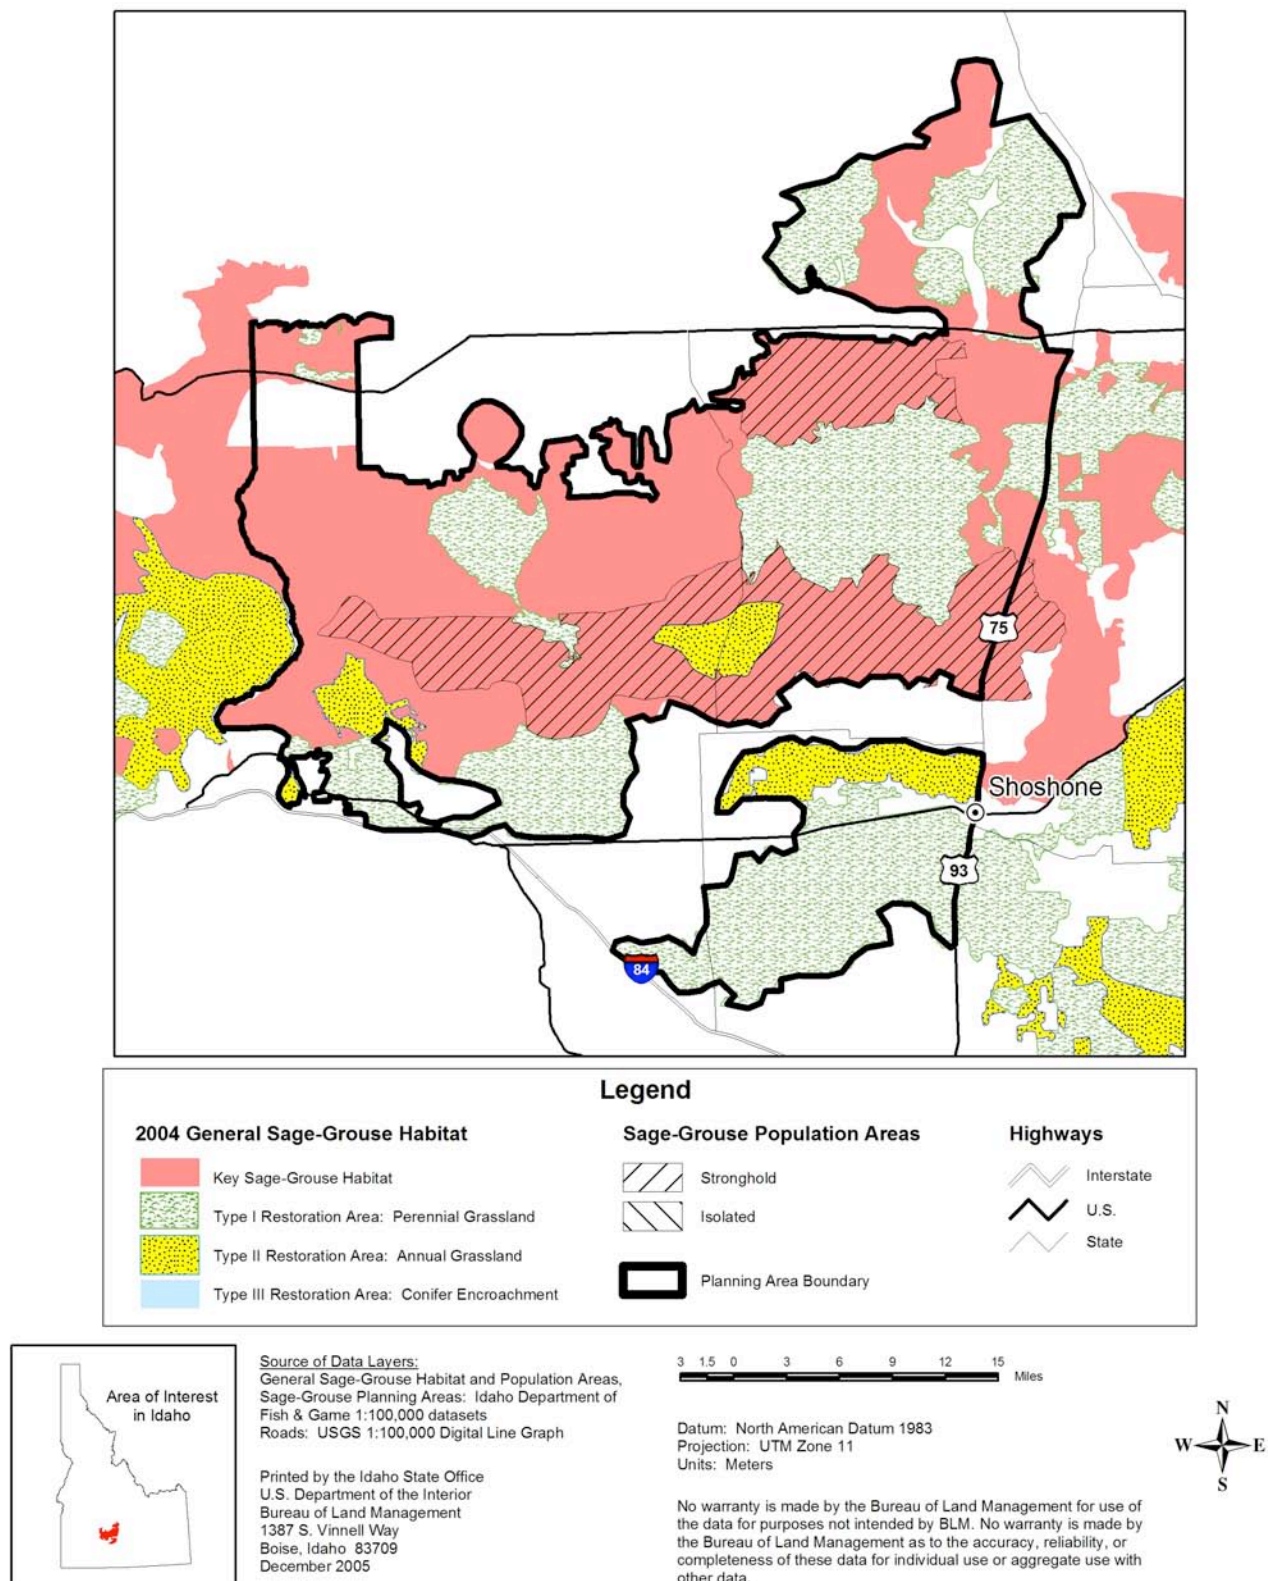 75
Shoshone
93
84
Legend
2004 General Sage-Grouse Habitat
Key Sage-Grouse Habitat
Type I Restoration Area: Perennial Grassland
Type II Restoration Area: Annual Grassland
Type III Restoration Area: Conifer Encroachment
Sage-Grouse Population Areas
Stronghold
Isolated
Planning Area Boundary
Highways
Interstate
U.S.
State
Area of Interest
in Idaho
Source of Data Layers:
General Sage-Grouse Habitat and Population Areas,
Sage-Grouse Planning Areas: Idaho Department of
Fish & Game 1:100,000 datasets
Roads: USGS 1:100,000 Digital Line Graph
Printed by the Idaho State Office
U.S. Department of the Interior
Bureau of Land Management
1387 S. Vinnell Way
Boise, Idaho 83709
December 2005
3 1.5 0 3 6 9 12 15
Miles
Datum: North American Datum 1983
Projection: UTM Zone 11
Units: Meters
No warranty is made by the Bureau of Land Management for use of
the data for purposes not intended by BLM. No warranty is made by
the Bureau of Land Management as to the accuracy, reliability, or
completeness of these data for individual use or aggregate use with
other data.
N
W E
S